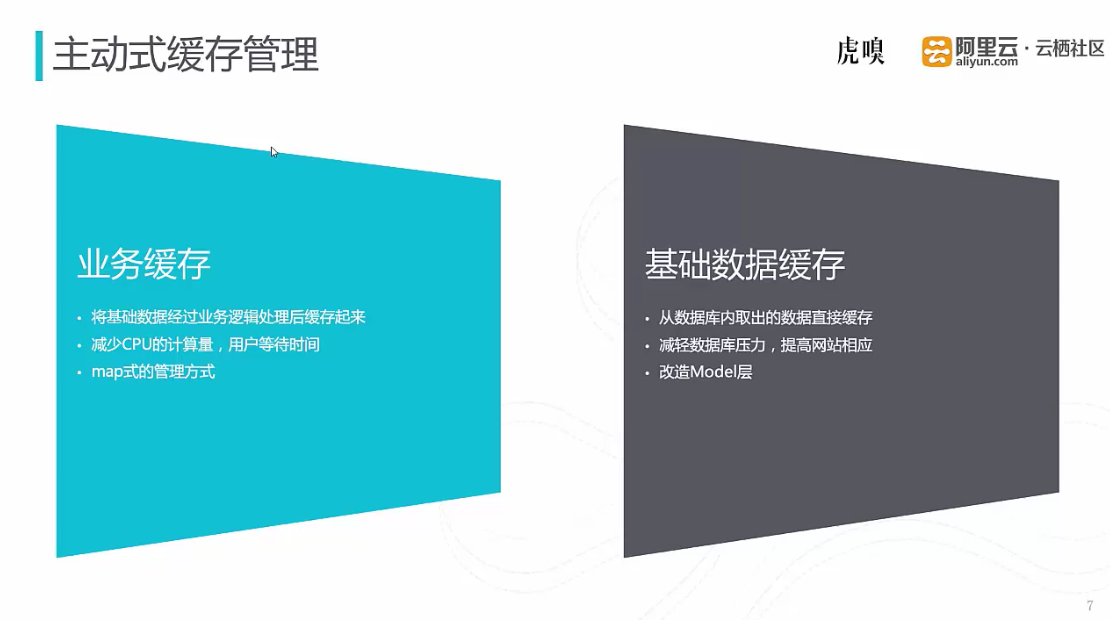 主动式缓存管理
虎嗅
阿里云
aliyun.com
·云栖社区
业务缓存
• 将基础数据经过业务逻辑处理后缓存起来
• 减少CPU的计算量，用户等待时间
• map式的管理方式
基础数据缓存
• 从数据库内取出的数据直接缓存
• 减轻数据库压力，提高网站相应
• 改造Model层
7